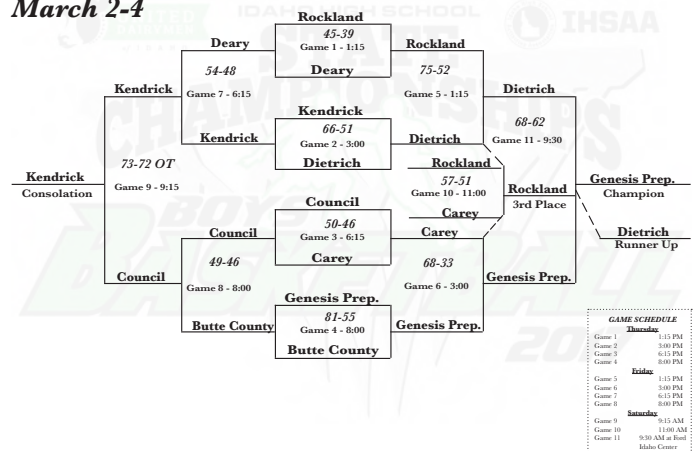 March 2-4
IDAHO HIGH SCHOOL
STATE
CHAMPIONSHIPS
IHSAA
BOYS
BASKETBALL
Rockland
45-39
Game 1 - 1:15
Deary
Deary
54-48
Game 7 - 6:15
Kendrick
Rockland
75-52
Game 5 - 1:15
Dietrich
Kendrick
66-51
Game 2 - 3:00
Dietrich
Kendrick
73-72 OT
Game 9 - 9:15
Council
Kendrick
Consolation
Dietrich
68-62
Game 11 - 9:30
Genesis Prep.
Rockland
57-51
Game 10 - 11:00
Carey
Rockland
3rd Place
Genesis Prep.
Champion
Dietrich
Runner Up
Council
50-46
Game 3 - 6:15
Carey
Council
49-46
Game 8 - 8:00
Butte County
Carey
68-33
Game 6 - 3:00
Genesis Prep.
Genesis Prep.
81-55
Game 4 - 8:00
Butte County
GAME SCHEDULE
Thursday
Game 1 1:15 PM
Game 2 3:00 PM
Game 3 6:15 PM
Game 4 8:00 PM
Friday
Game 5 1:15 PM
Game 6 3:00 PM
Game 7 6:15 PM
Game 8 8:00 PM
Saturday
Game 9 9:15 AM
Game 10 11:00 AM
Game 11 9:30 AM at Ford
Idaho Center